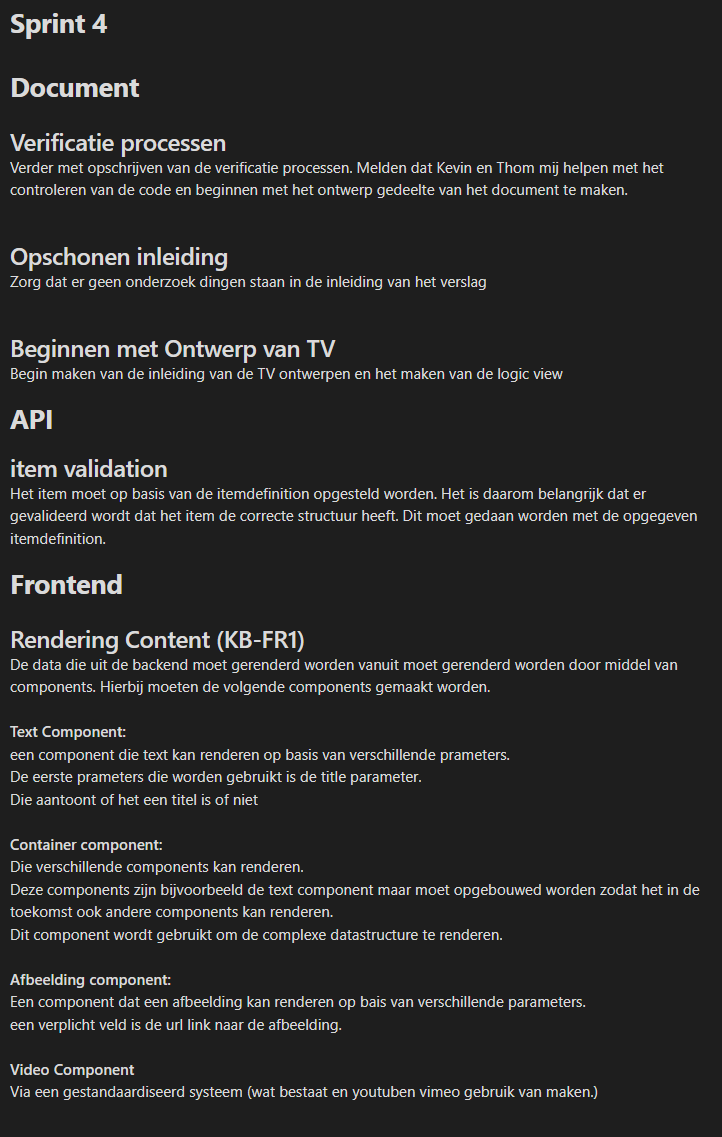 Sprint 4
Document
Verificatie processen
Verder met opschrijven van de verificatie processen. Melden dat Kevin en Thom mij helpen met het
controleren van de code en beginnen met het ontwerp gedeelte van het document te maken.
Opschonen inleiding
Zorg dat er geen onderzoek dingen staan in de inleiding van het verslag
Beginnen met Ontwerp van TV
Begin maken van de inleiding van de TV ontwerpen en het maken van de logic view
API
item validation
Het item moet op basis van de itemdefinition opgesteld worden. Het is daarom belangrijk dat er
gevalideerd wordt dat het item de correcte structuur heeft. Dit moet gedaan worden met de opgegeven
itemdefinition.
Frontend
Rendering Content (KB-FR1)
De data die uit de backend moet gerenderd worden vanuit moet gerenderd worden door middel van
components. Hierbij moeten de volgende components gemaakt worden.
Text Component:
een component die text kan renderen op basis van verschillende prameters.
De eerste prameters die worden gebruikt is de title parameter.
Die aantoont of het een titel is of niet
Container component:
Die verschillende components kan renderen.
Deze components zijn bijvoorbeeld de text component maar moet opgebouwed worden zodat het in de
toekomst ook andere components kan renderen.
Dit component wordt gebruikt om de complexe datastructure te renderen.
Afbeelding component:
Een component dat een afbeelding kan renderen op bais van verschillende parameters.
een verplicht veld is de url link naar de afbeelding.
Video Component
Via een gestandaardiseerd systeem (wat bestaat en youtuben vimeo gebruik van maken.)